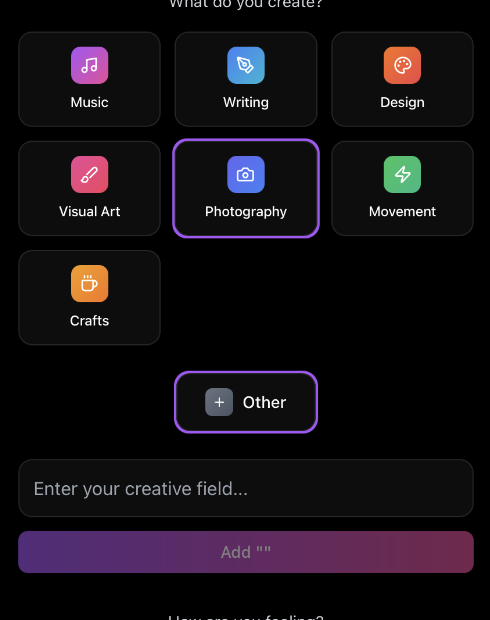 What do you create?
Music
Writing
Design
Visual Art
Photography
Movement
Crafts
Other
Enter your creative field...
Add ""
How are you feeling?